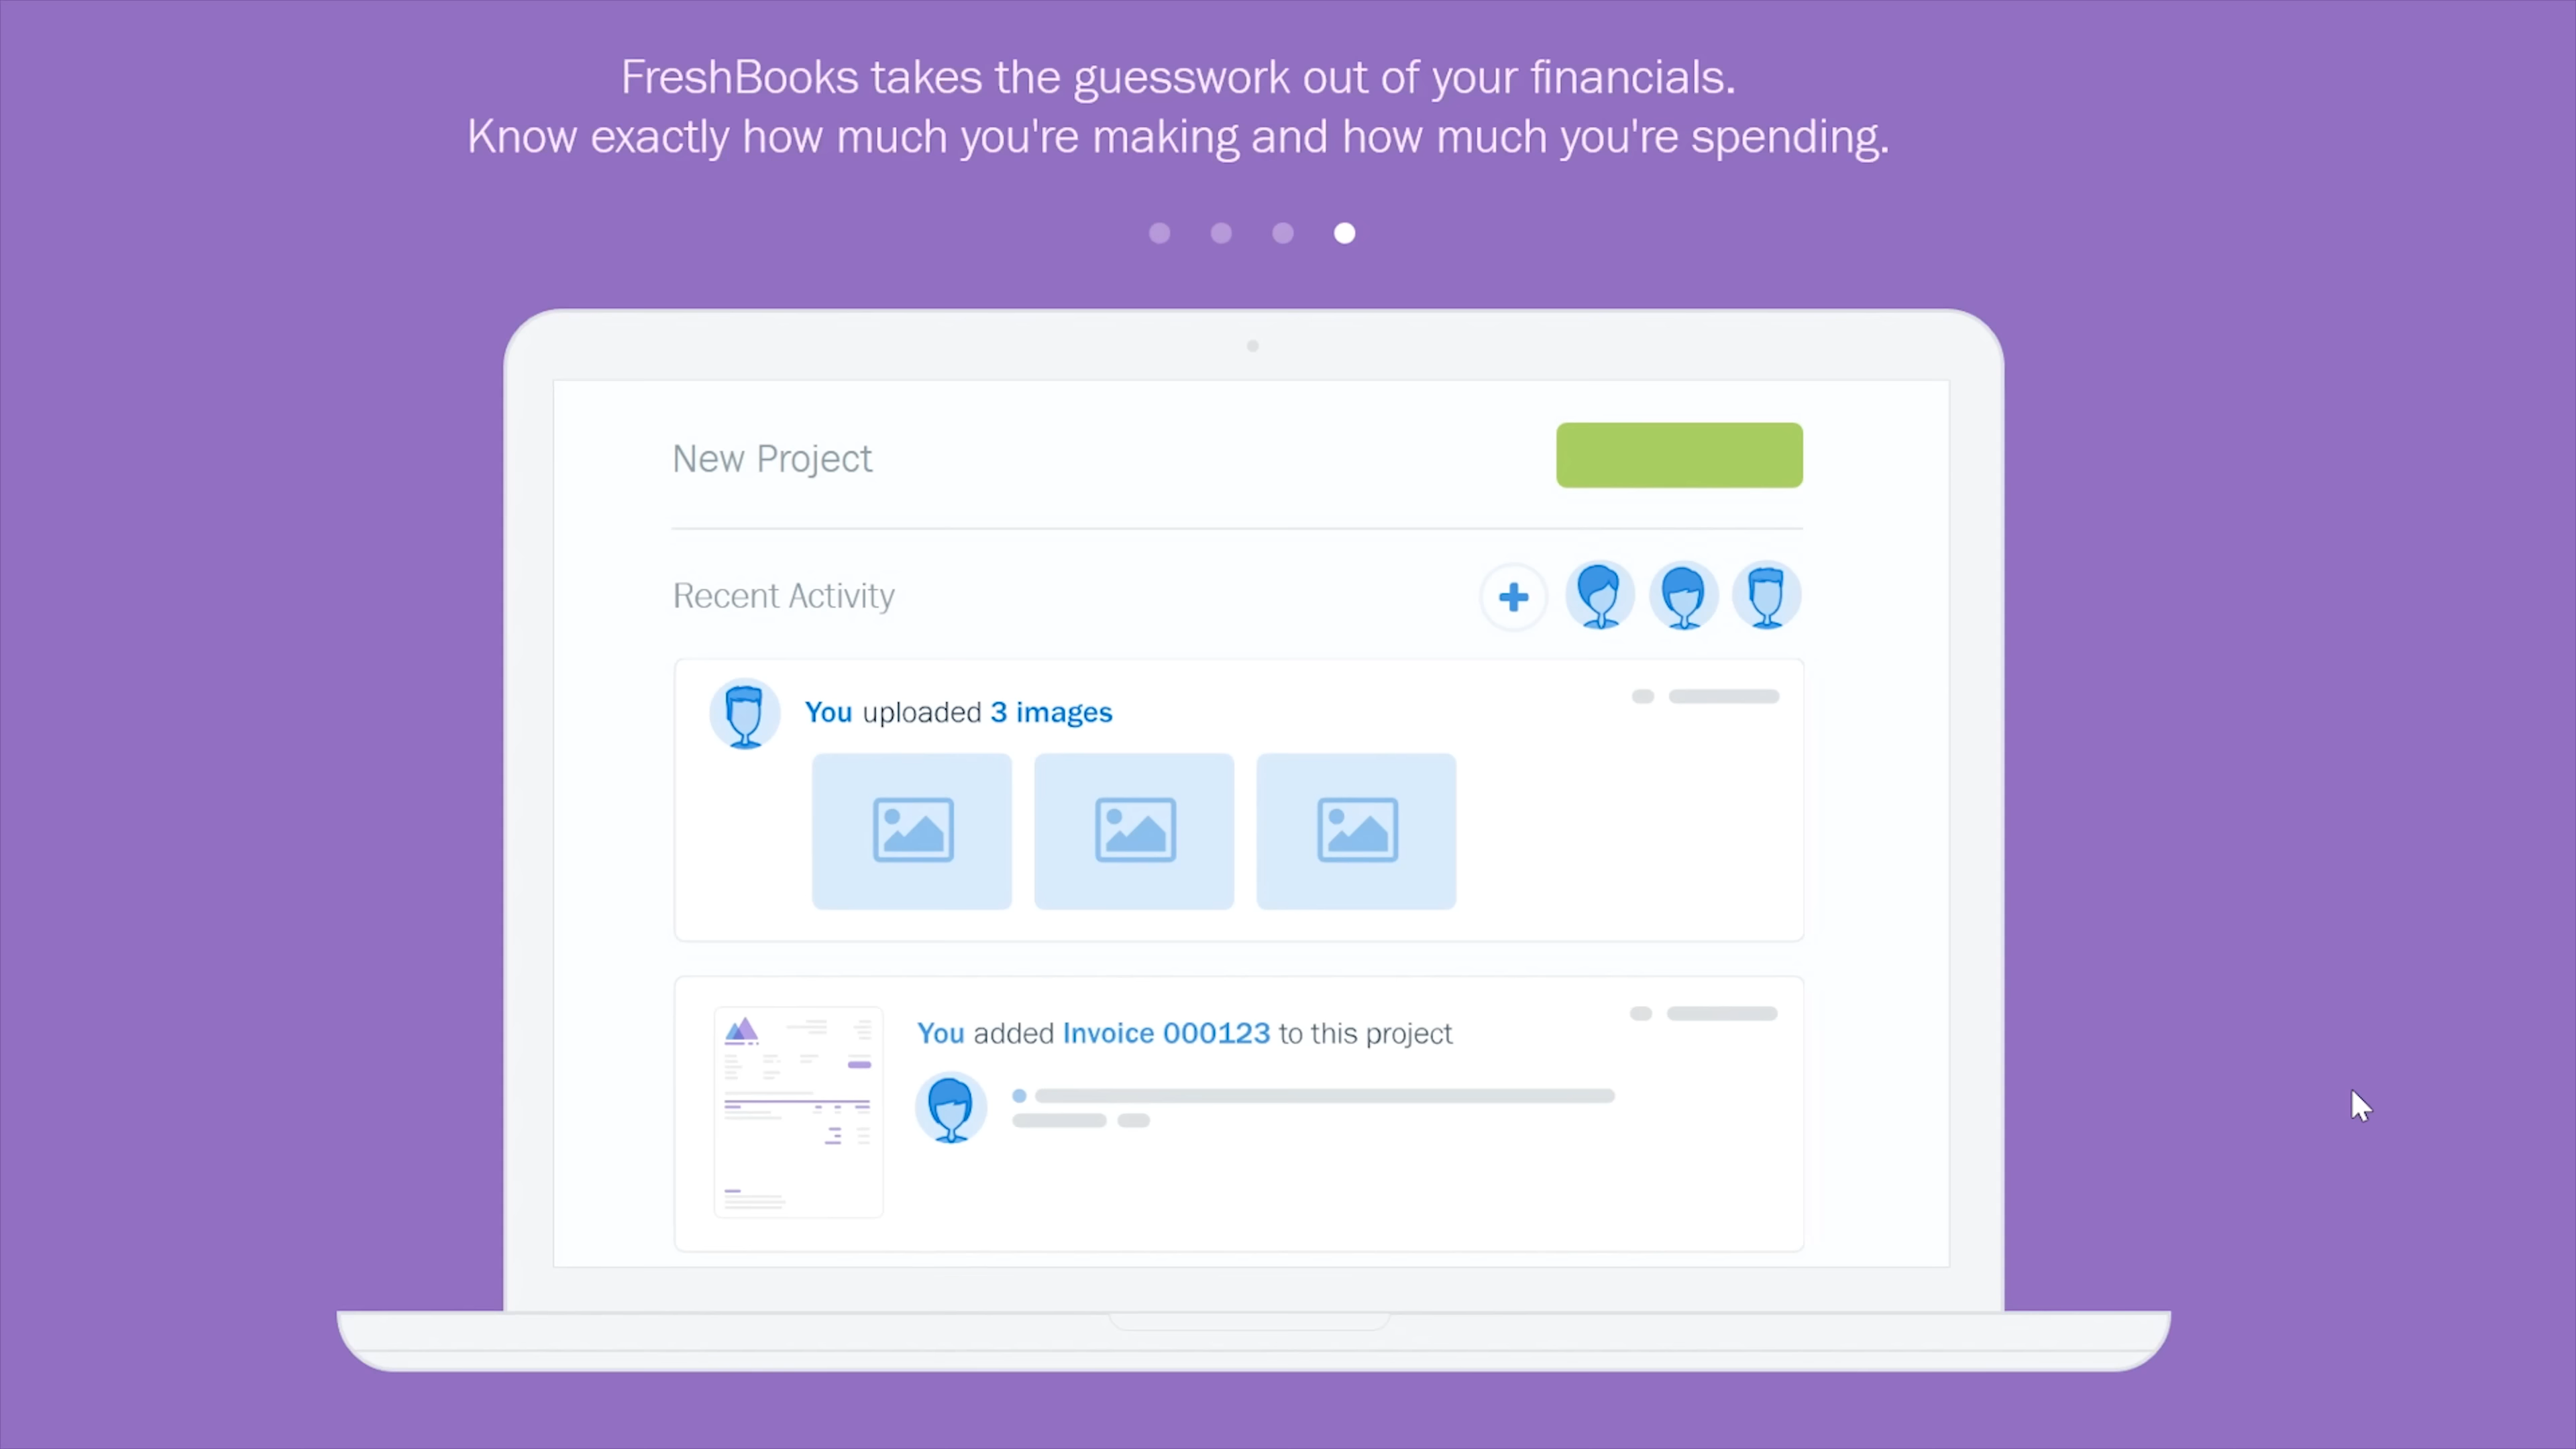 FreshBooks takes the guesswork out of your financials.
Know exactly how much you're making and how much you're spending.
New Project
Recent Activity
You uploaded 3 images
You added Invoice 000123 to this project